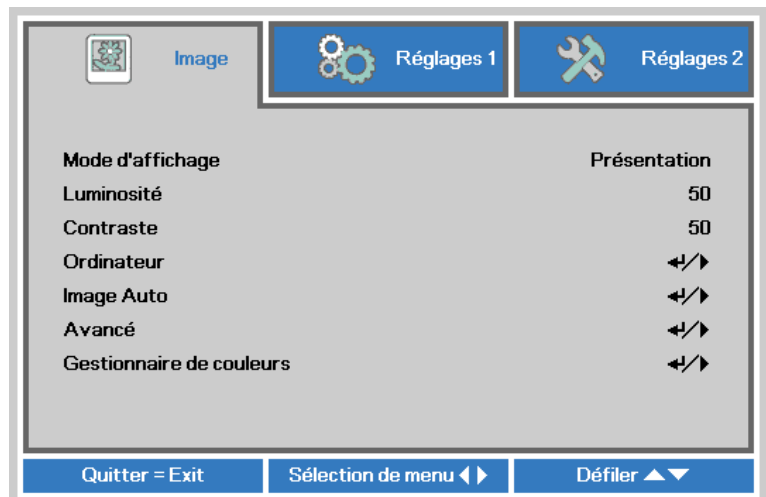 Image
Réglages 1
Réglages 2
Mode d'affichage Présentation
Luminosité 50
Contraste 50
Ordinateur
Image Auto
Avancé
Gestionnaire de couleurs
Quitter = Exit
Sélection de menu
Défiler